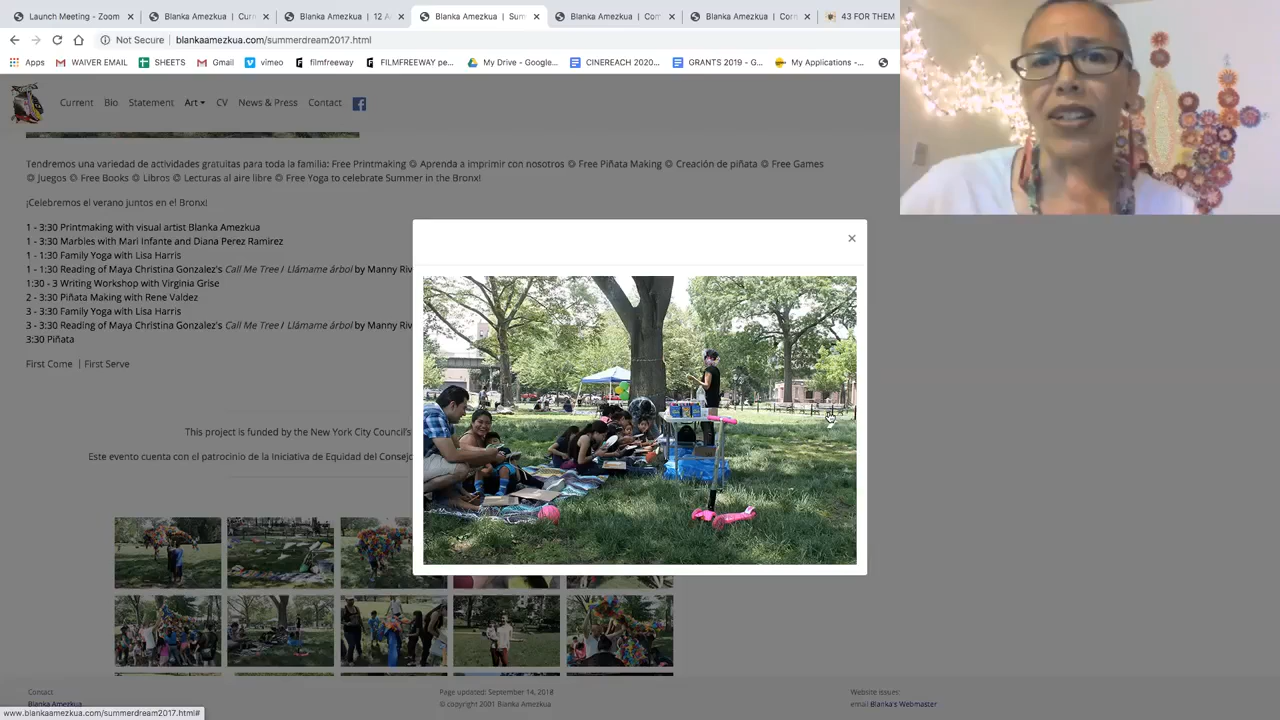 Launch Meeting - Zoom
Blanka Amezkua | Curr
Blanka Amezkua | 12 A
Blanka Amezkua | Sum
Blanka Amezkua | Com
Blanka Amezkua | Corn
43 FOR THEM
Not Secure | blankaamezkua.com/summerdream2017.html
Apps WAIVER EMAIL SHEETS Gmail vimeo filmfreeway FILMFREEWAY pe... My Drive - Google... CINEREACH 2020... GRANTS 2019 - G... My Applications -...
Current Bio Statement Art CV News & Press Contact
Tendremos una variedad de actividades gratuitas para toda la familia: Free Printmaking ❂ Aprenda a imprimir con nosotros ❂ Free Piñata Making ❂ Creación de piñata ❂ Free Games
❂ Juegos ❂ Free Books ❂ Libros ❂ Lecturas al aire libre ❂ Free Yoga to celebrate Summer in the Bronx!
¡Celebremos el verano juntos en el Bronx!
1 - 3:30 Printmaking with visual artist Blanka Amezkua
1 - 3:30 Marbles with Mari Infante and Diana Perez Ramirez
1 - 1:30 Family Yoga with Lisa Harris
1 - 1:30 Reading of Maya Christina Gonzalez's Call Me Tree / Llámame árbol by Manny Riv
1:30 - 3 Writing Workshop with Virginia Grise
2 - 3:30 Piñata Making with Rene Valdez
3 - 3:30 Family Yoga with Lisa Harris
3 - 3:30 Reading of Maya Christina Gonzalez's Call Me Tree / Llámame árbol by Manny Riv
3:30 Piñata
First Come | First Serve
This project is funded by the New York City Council's
Este evento cuenta con el patrocinio de la Iniciativa de Equidad del Consejo
Contact
Blanka Amezkua
Page updated: September 14, 2018
© copyright 2001 Blanka Amezkua
Website issues:
email Blanka's Webmaster
www.blankaamezkua.com/summerdream2017.html#